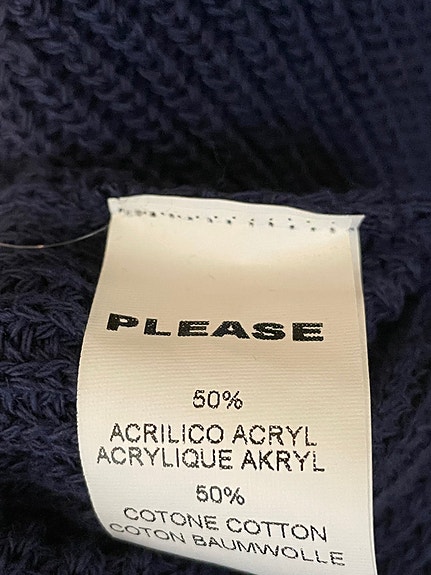 PLEASE
50%
ACRILICO ACRYL
ACRYLIQUE AKRYL
50%
COTONE COTTON
COTON BAUMWOLLE